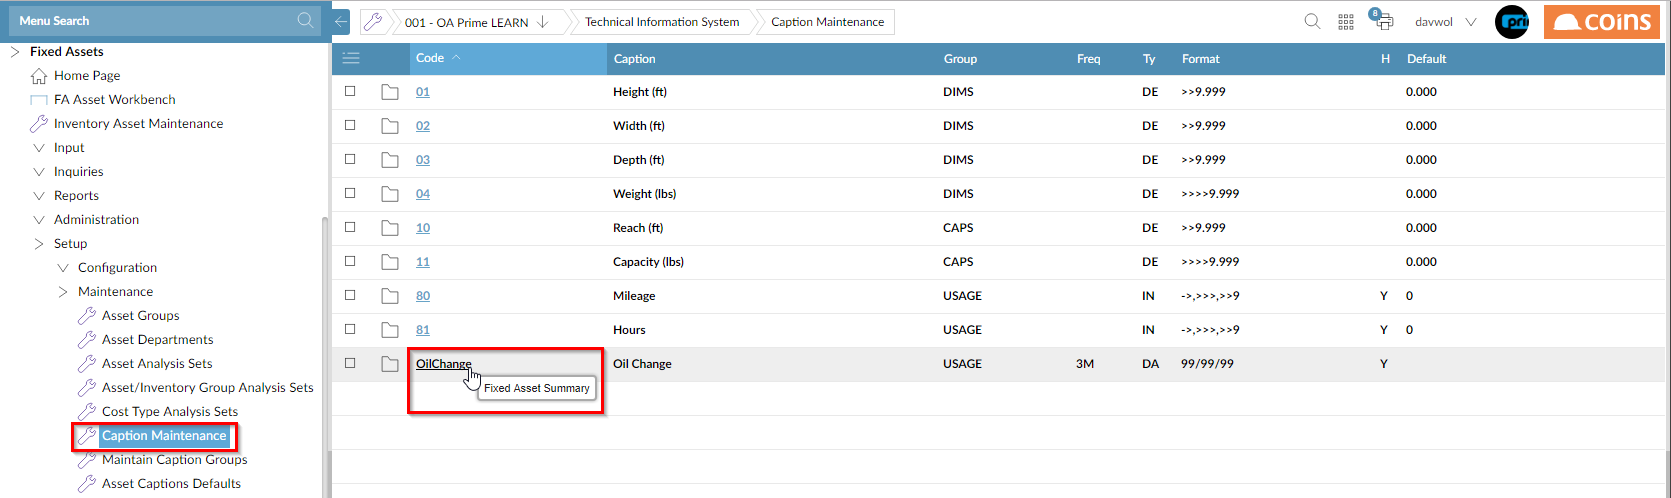 Menu Search
001 - OA Prime LEARN
Technical Information System
Caption Maintenance
8
davwol
pri
coins
Fixed Assets
Home Page
FA Asset Workbench
Inventory Asset Maintenance
Input
Inquiries
Reports
Administration
Setup
Configuration
Maintenance
Asset Groups
Asset Departments
Asset Analysis Sets
Asset/Inventory Group Analysis Sets
Cost Type Analysis Sets
Caption Maintenance
Maintain Caption Groups
Asset Captions Defaults
Code Caption Group Freq Ty Format H Default
01 Height (ft) DIMS DE >>9.999 0.000
02 Width (ft) DIMS DE >>9.999 0.000
03 Depth (ft) DIMS DE >>9.999 0.000
04 Weight (lbs) DIMS DE >>>>9.999 0.000
10 Reach (ft) CAPS DE >>9.999 0.000
11 Capacity (lbs) CAPS DE >>>>9.999 0.000
80 Mileage USAGE IN ->,>>>,>>9 Y 0
81 Hours USAGE IN ->,>>>,>>9 Y 0
OilChange Oil Change USAGE 3M DA 99/99/99 Y
Fixed Asset Summary